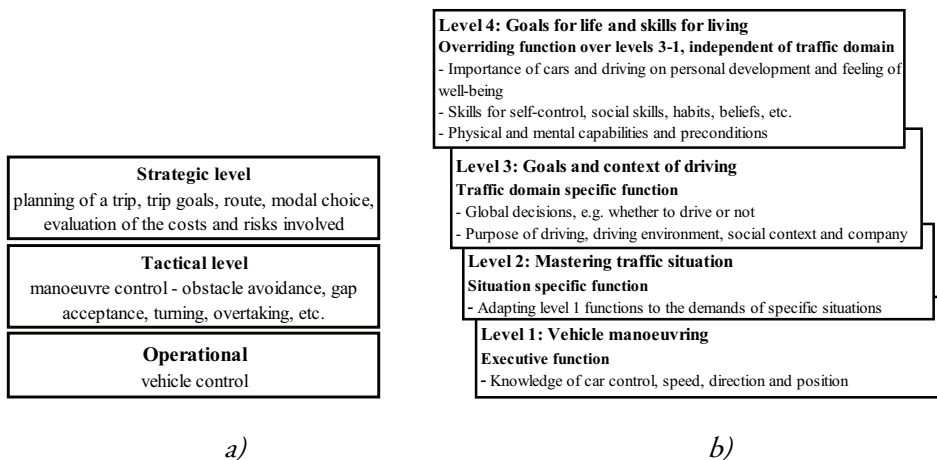 Strategic level
planning of a trip, trip goals, route, modal choice,
evaluation of the costs and risks involved
Tactical level
manoeuvre control - obstacle avoidance, gap
acceptance, turning, overtaking, etc.
Operational
vehicle control
a)
Level 4: Goals for life and skills for living
Overriding function over levels 3-1, independent of traffic domain
- Importance of cars and driving on personal development and feeling of
well-being
- Skills for self-control, social skills, habits, beliefs, etc.
- Physical and mental capabilities and preconditions
Level 3: Goals and context of driving
Traffic domain specific function
- Global decisions, e.g. whether to drive or not
- Purpose of driving, driving environment, social context and company
Level 2: Mastering traffic situation
Situation specific function
- Adapting level 1 functions to the demands of specific situations
Level 1: Vehicle manoeuvring
Executive function
- Knowledge of car control, speed, direction and position
b)